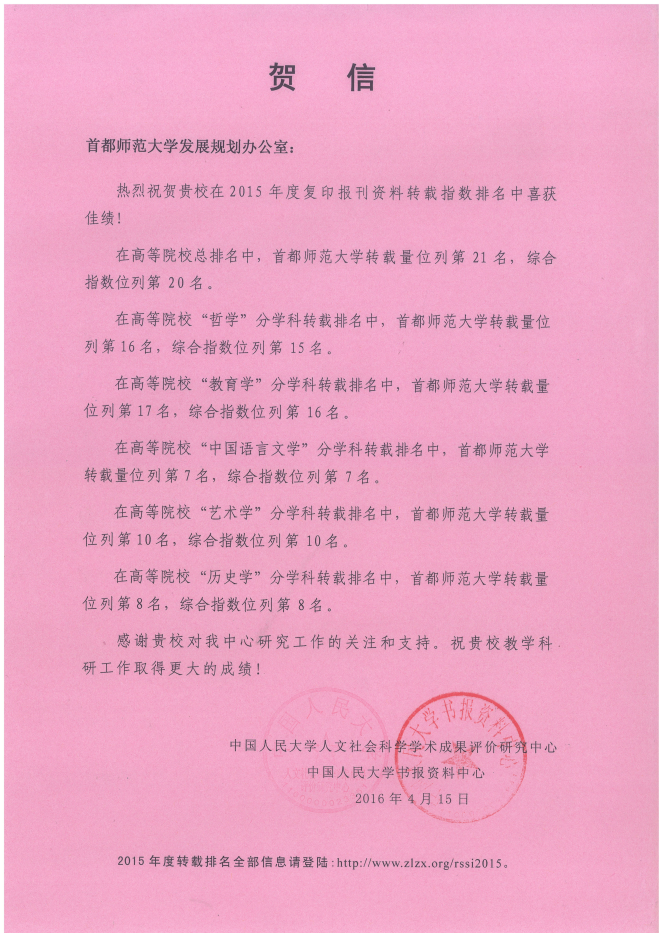 贺 信
首都师范大学发展规划办公室：
热烈祝贺贵校在2015年度复印报刊资料转载指数排名中喜获
佳绩！
在高等院校总排名中，首都师范大学转载量位列第21名，综合
指数位列第20名。
在高等院校“哲学”分学科转载排名中，首都师范大学转载量位
列第16名，综合指数位列第15名。
在高等院校“教育学”分学科转载排名中，首都师范大学转载量
位列第17名，综合指数位列第16名。
在高等院校“中国语言文学”分学科转载排名中，首都师范大学
转载量位列第7名，综合指数位列第7名。
在高等院校“艺术学”分学科转载排名中，首都师范大学转载量
位列第10名，综合指数位列第10名。
在高等院校“历史学”分学科转载排名中，首都师范大学转载量
位列第8名，综合指数位列第8名。
感谢贵校对我中心研究工作的关注和支持。祝贵校教学科
研工作取得更大的成绩！
中国人民大学人文社会科学学术成果评价研究中心
中国人民大学书报资料中心
2016年4月15日
大学书报资料中心
国人民大
2015年度转载排名全部信息请登陆：http://www.zlzx.org/rssi2015。